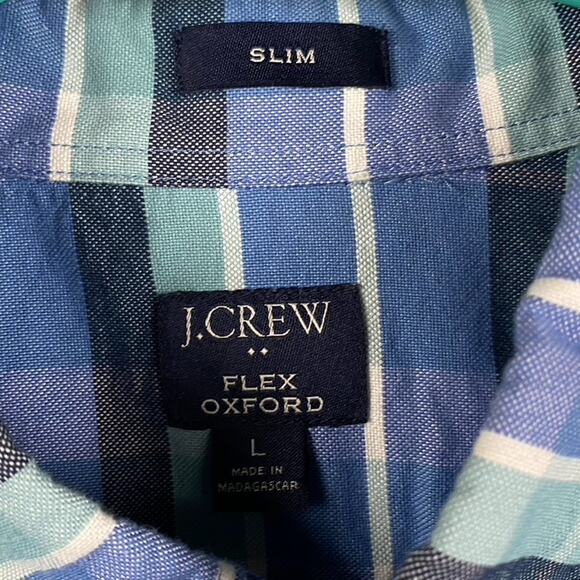 SLIM
J.CREW
••
FLEX
OXFORD
L
MADE IN
MADAGASCAR